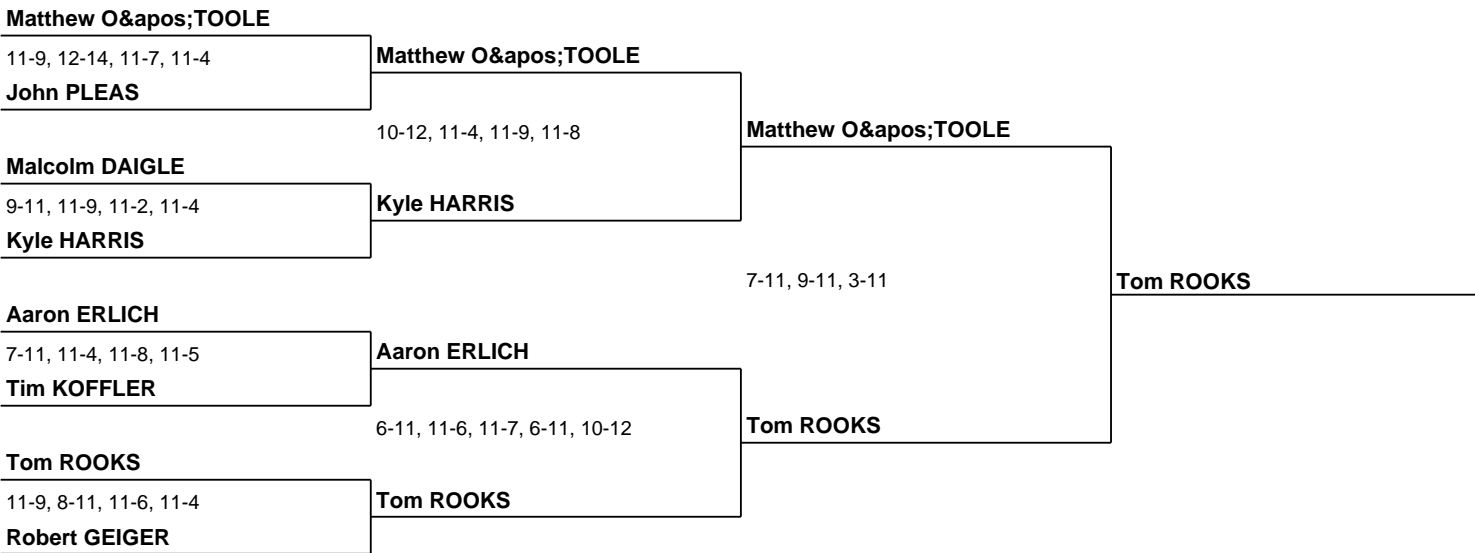 Matthew O&apos;TOOLE
11-9, 12-14, 11-7, 11-4
Matthew O&apos;TOOLE
John PLEAS
10-12, 11-4, 11-9, 11-8
Matthew O&apos;TOOLE
Malcolm DAIGLE
9-11, 11-9, 11-2, 11-4
Kyle HARRIS
Kyle HARRIS
7-11, 9-11, 3-11
Tom ROOKS
Aaron ERLICH
7-11, 11-4, 11-8, 11-5
Aaron ERLICH
Tim KOFFLER
6-11, 11-6, 11-7, 6-11, 10-12
Tom ROOKS
Tom ROOKS
11-9, 8-11, 11-6, 11-4
Tom ROOKS
Robert GEIGER